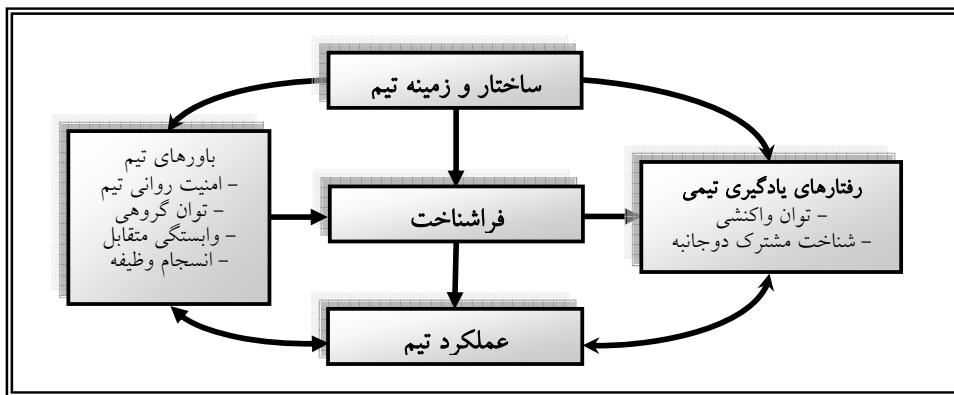 ساختار و زمینه تیم
باورهای تیم
- امنیت روانی تیم
- توان گروهی
- وابستگی متقابل
- انسجام وظیفه
فراشناخت
رفتارهای یادگیری تیمی
- توان واکنشی
- شناخت مشترک دوجانبه
عملکرد تیم